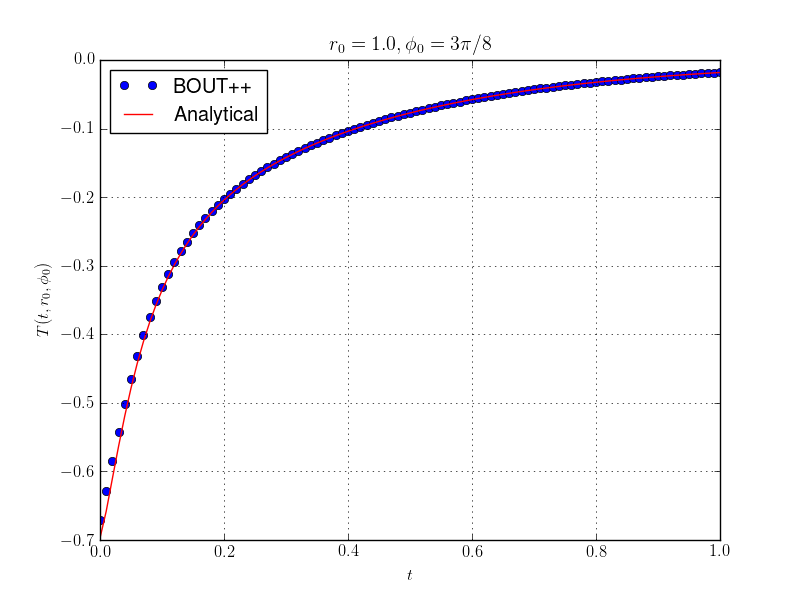 r₀ = 1.0, ϕ₀ = 3π/8
BOUT++
Analytical
0.0
−0.1
−0.2
−0.3
−0.4
−0.5
−0.6
−0.7
T(t, r₀, ϕ₀)
0.0 0.2 0.4 0.6 0.8 1.0
t